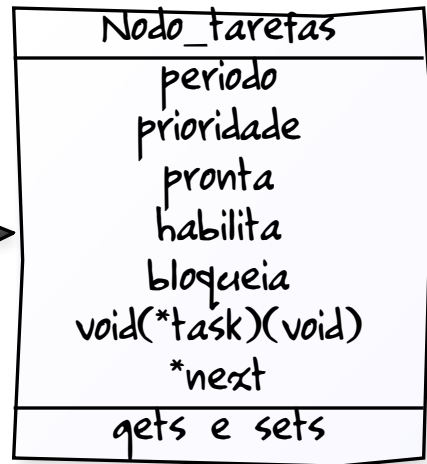 Nodo_tarefas
periodo
prioridade
pronta
habilita
bloqueia
void(*task)(void)
*next
gets e sets